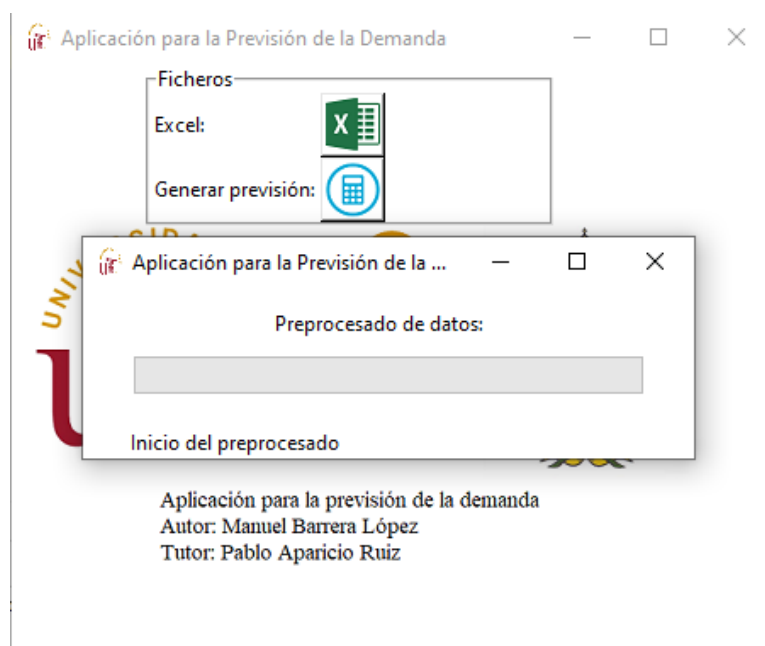 Aplicación para la Previsión de la Demanda
Ficheros
Excel:
Generar previsión:
Aplicación para la Previsión de la ...
Preprocesado de datos:
Inicio del preprocesado
Aplicación para la previsión de la demanda
Autor: Manuel Barrera López
Tutor: Pablo Aparicio Ruiz